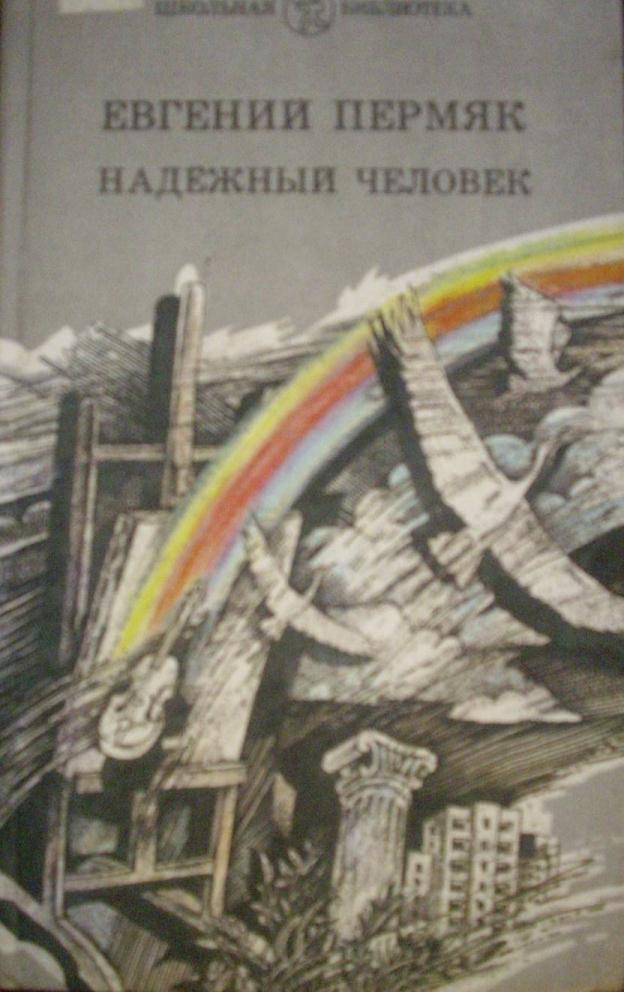 ШКОЛЬНАЯ БИБЛИОТЕКА
ЕВГЕНИЙ ПЕРМЯК
НАДЕЖНЫЙ ЧЕЛОВЕК